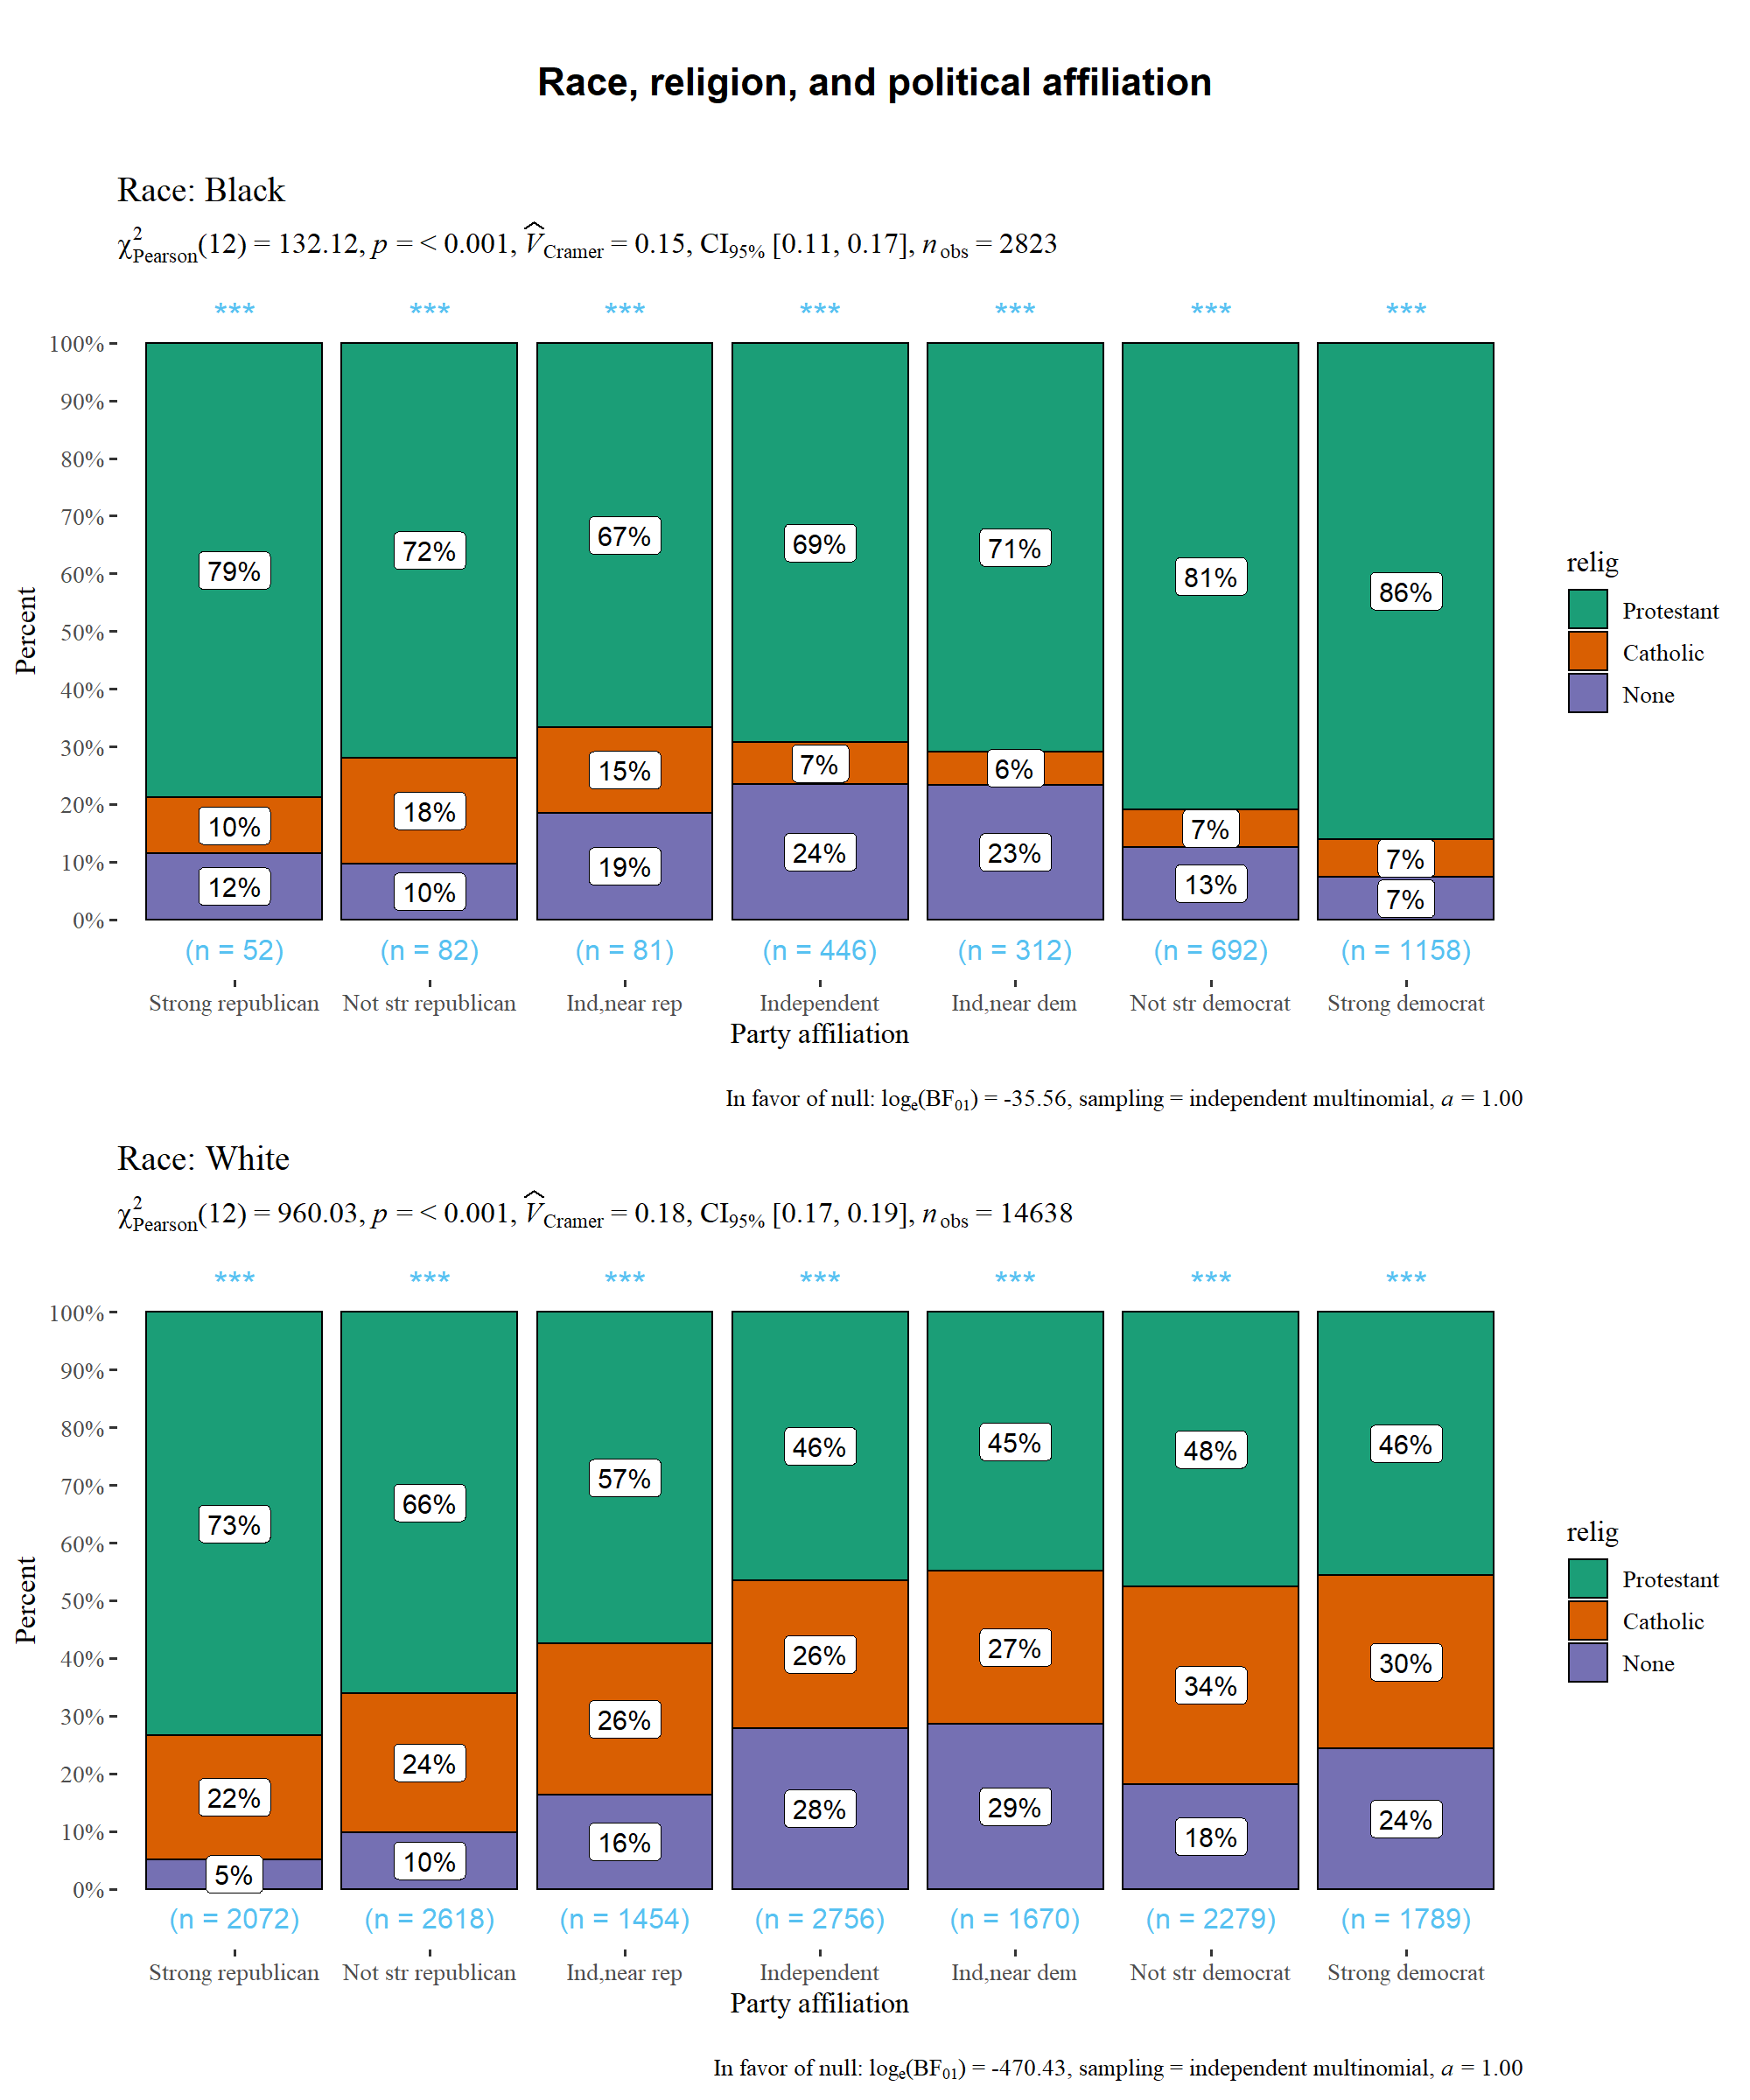 Race, religion, and political affiliation
Race: Black
χ²Pearson(12) = 132.12, p = < 0.001, V̂Cramer = 0.15, CI95% [0.11, 0.17], nobs = 2823
*** *** *** *** *** *** ***
100%
90%
80%
70%
60%
50%
40%
30%
20%
10%
0%
Percent
79% 72% 67% 69% 71% 81% 86%
10% 18% 15% 7% 6% 7% 7%
12% 10% 19% 24% 23% 13% 7%
(n = 52) (n = 82) (n = 81) (n = 446) (n = 312) (n = 692) (n = 1158)
Strong republican Not str republican Ind,near rep Independent Ind,near dem Not str democrat Strong democrat
Party affiliation
relig
Protestant
Catholic
None
In favor of null: loge(BF01) = -35.56, sampling = independent multinomial, a = 1.00
Race: White
χ²Pearson(12) = 960.03, p = < 0.001, V̂Cramer = 0.18, CI95% [0.17, 0.19], nobs = 14638
*** *** *** *** *** *** ***
100%
90%
80%
70%
60%
50%
40%
30%
20%
10%
0%
Percent
73% 66% 57% 46% 45% 48% 46%
22% 24% 26% 26% 27% 34% 30%
5% 10% 16% 28% 29% 18% 24%
(n = 2072) (n = 2618) (n = 1454) (n = 2756) (n = 1670) (n = 2279) (n = 1789)
Strong republican Not str republican Ind,near rep Independent Ind,near dem Not str democrat Strong democrat
Party affiliation
relig
Protestant
Catholic
None
In favor of null: loge(BF01) = -470.43, sampling = independent multinomial, a = 1.00